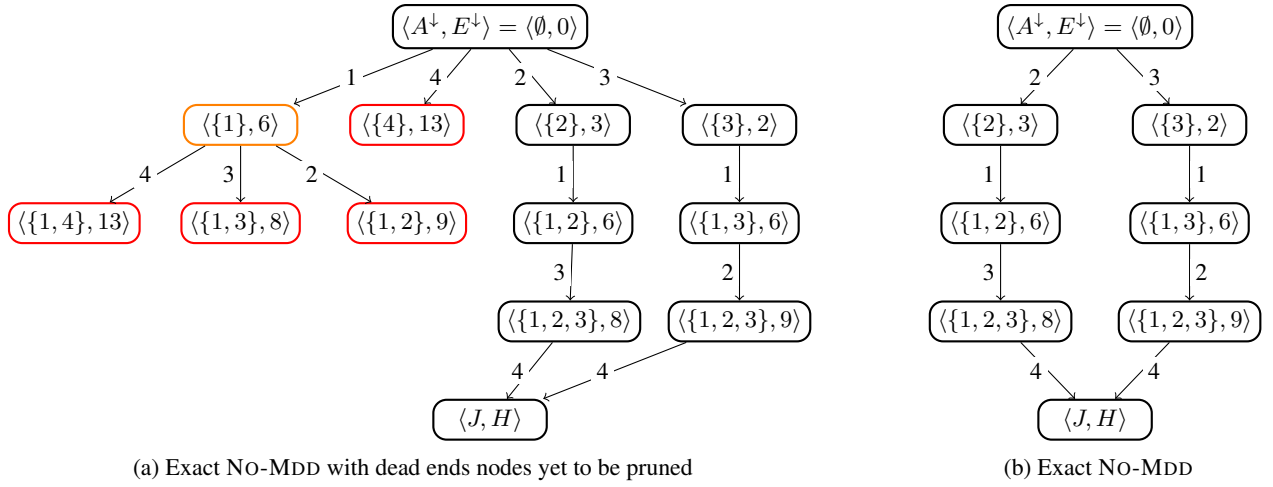 ⟨A↓, E↓⟩ = ⟨∅, 0⟩
1 4 2 3
⟨{1}, 6⟩ ⟨{4}, 13⟩ ⟨{2}, 3⟩ ⟨{3}, 2⟩
4 3 2 1 1
⟨{1, 4}, 13⟩ ⟨{1, 3}, 8⟩ ⟨{1, 2}, 9⟩ ⟨{1, 2}, 6⟩ ⟨{1, 3}, 6⟩
3 2
⟨{1, 2, 3}, 8⟩ ⟨{1, 2, 3}, 9⟩
4 4
⟨J, H⟩
(a) Exact NO-MDD with dead ends nodes yet to be pruned
⟨A↓, E↓⟩ = ⟨∅, 0⟩
2 3
⟨{2}, 3⟩ ⟨{3}, 2⟩
1 1
⟨{1, 2}, 6⟩ ⟨{1, 3}, 6⟩
3 2
⟨{1, 2, 3}, 8⟩ ⟨{1, 2, 3}, 9⟩
4 4
⟨J, H⟩
(b) Exact NO-MDD